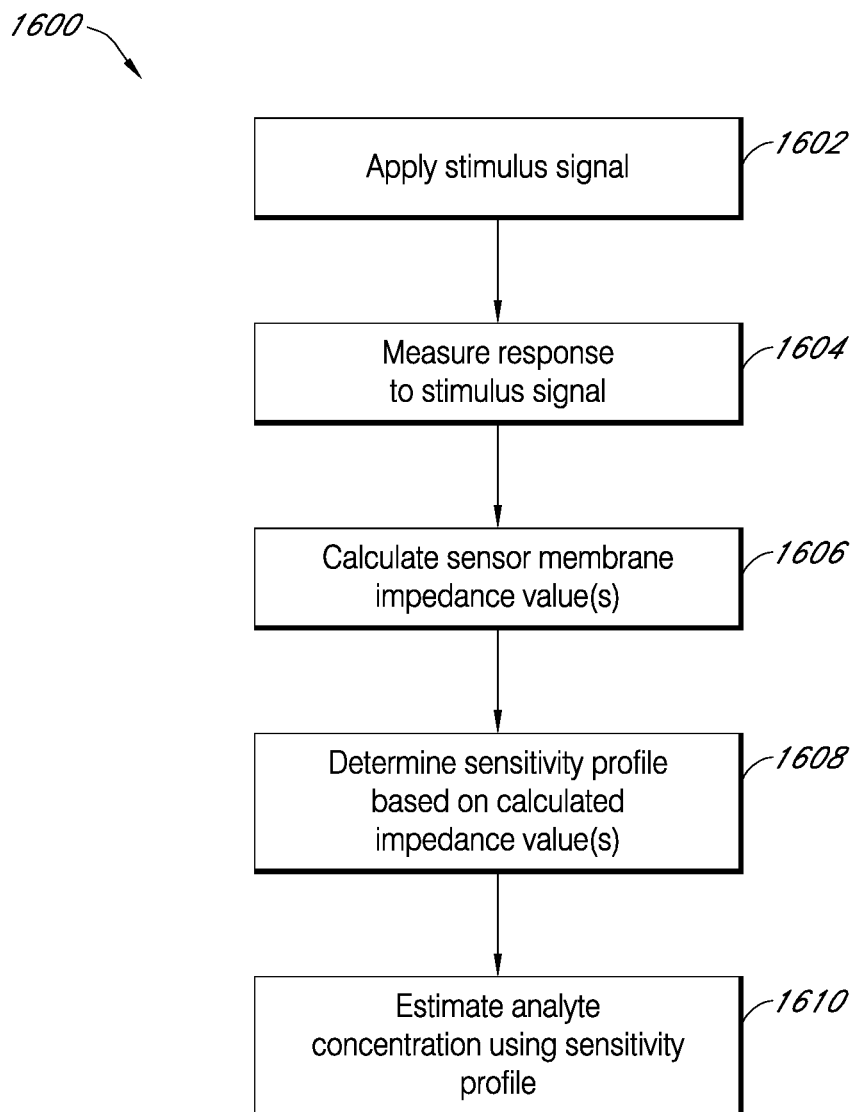 1600
Apply stimulus signal
1602
Measure response
to stimulus signal
1604
Calculate sensor membrane
impedance value(s)
1606
Determine sensitivity profile
based on calculated
impedance value(s)
1608
Estimate analyte
concentration using sensitivity
profile
1610